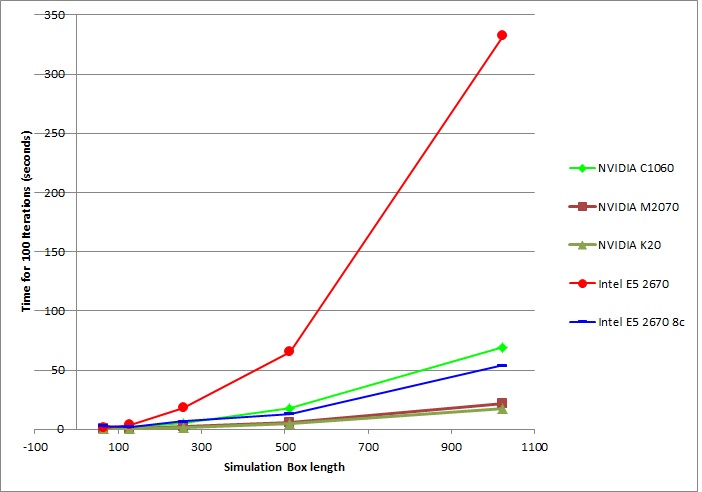 350
300
250
200
150
100
50
0
-100 100 300 500 700 900 1100
Time for 100 Iterations (seconds)
Simulation Box length
NVIDIA C1060
NVIDIA M2070
NVIDIA K20
Intel E5 2670
Intel E5 2670 8c